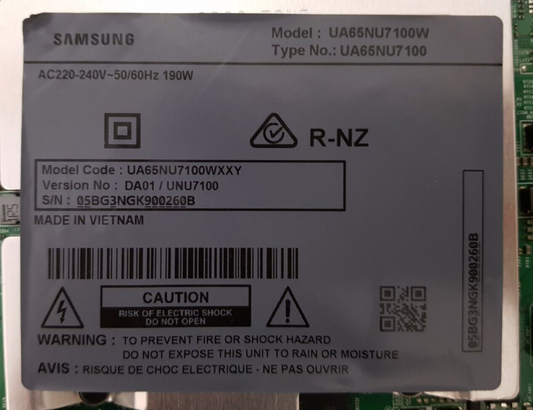 SAMSUNG
Model : UA65NU7100W
Type No.: UA65NU7100
AC220-240V~50/60Hz 190W
R-NZ
Model Code : UA65NU7100WXXY
Version No : DA01 / UNU7100
S/N : 05BG3NGK900260B
MADE IN VIETNAM
CAUTION
RISK OF ELECTRIC SHOCK
DO NOT OPEN
WARNING : TO PREVENT FIRE OR SHOCK HAZARD
DO NOT EXPOSE THIS UNIT TO RAIN OR MOISTURE
AVIS : RISQUE DE CHOC ELECTRIQUE - NE PAS OUVRIR
05BG3NGK900260B